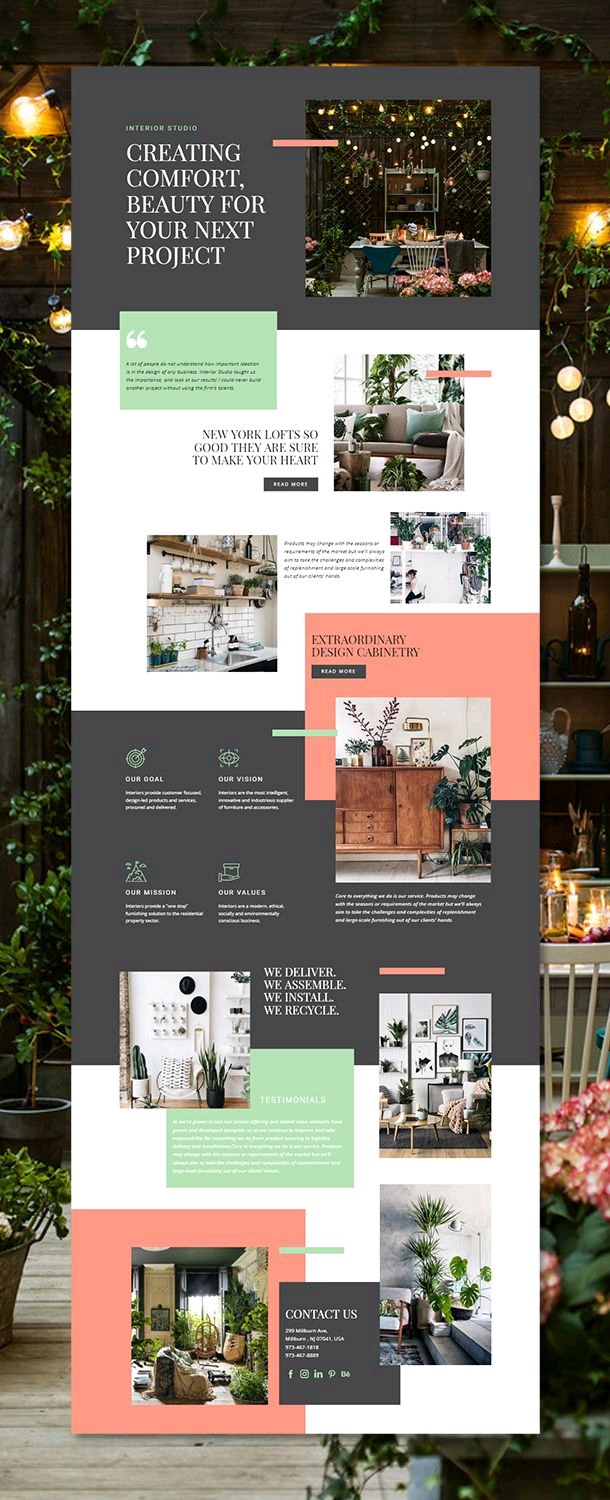 INTERIOR STUDIO
CREATING
COMFORT,
BEAUTY FOR
YOUR NEXT
PROJECT
A lot of people do not understand how important ideation
is in the design of any business. Interior Studio taught us
the importance, and look at our results! I could never build
another project without using the firm's talents.
NEW YORK LOFTS SO
GOOD THEY ARE SURE
TO MAKE YOUR HEART
READ MORE
Products may change with the seasons or
requirements of the market but we'll always
aim to take the challenges and complexities
of replenishment and large-scale furnishing
out of our clients' hands.
EXTRAORDINARY
DESIGN CABINETRY
READ MORE
OUR GOAL
Interiors provide customer focused,
design-led products and services,
procured and delivered.
OUR VISION
Interiors are the most intelligent,
innovative and industrious supplier
of furniture and accessories.
OUR MISSION
Interiors provide a "one stop"
furnishing solution to the residential
property sector.
OUR VALUES
Interiors are a modern, ethical,
socially and environmentally
conscious business.
Care to everything we do is our service. Products may change
with the seasons or requirements of the market but we'll always
aim to take the challenges and complexities of replenishment
and large-scale furnishing out of our clients' hands.
WE DELIVER.
WE ASSEMBLE.
WE INSTALL.
WE RECYCLE.
TESTIMONIALS
As we've grown in size our service offering and added value elements have
grown and developed alongside us as we continue to improve and take
responsibility for everything we do from product sourcing to logistics,
delivery and installations.Care to everything we do is our service. Products
may change with the seasons or requirements of the market but we'll
always aim to take the challenges and complexities of replenishment and
large-scale furnishing out of our clients' hands.
CONTACT US
299 Millburn Ave,
Millburn , NJ 07041, USA
973-467-1818
973-467-8889